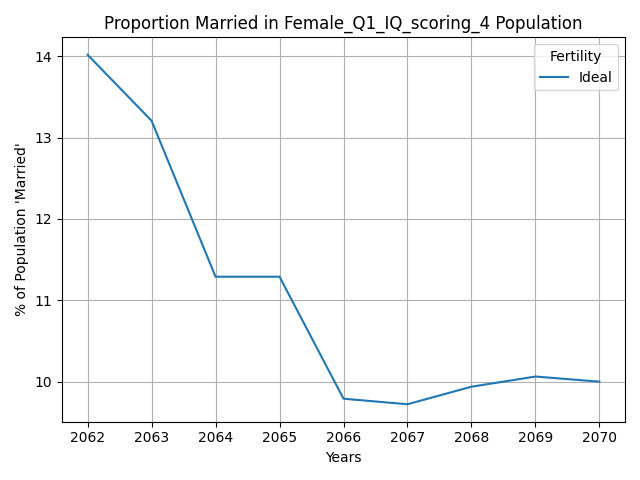 Proportion Married in Female_Q1_IQ_scoring_4 Population
Fertility
Ideal
% of Population 'Married'
14
13
12
11
10
2062 2063 2064 2065 2066 2067 2068 2069 2070
Years